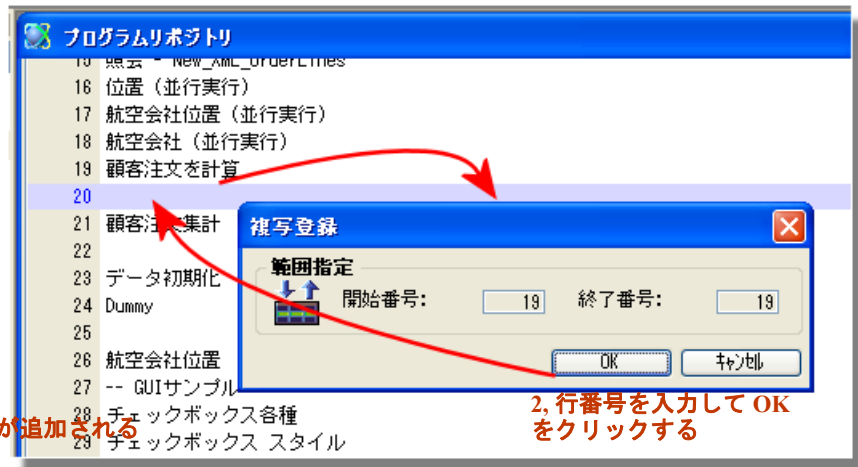 プログラムリポジトリ
15 照会 - New_XML_OrderLines
16 位置（並行実行）
17 航空会社位置（並行実行）
18 航空会社（並行実行）
19 顧客注文を計算
20
21 顧客注文集計
22
23 データ初期化
24 Dummy
25
26 航空会社位置
27 -- GUIサンプル
28 チェックボックス各種
29 チェックボックス スタイル
複写登録
範囲指定
開始番号: 19 終了番号: 19
OK キャンセル
2, 行番号を入力して OK
をクリックする
が追加される